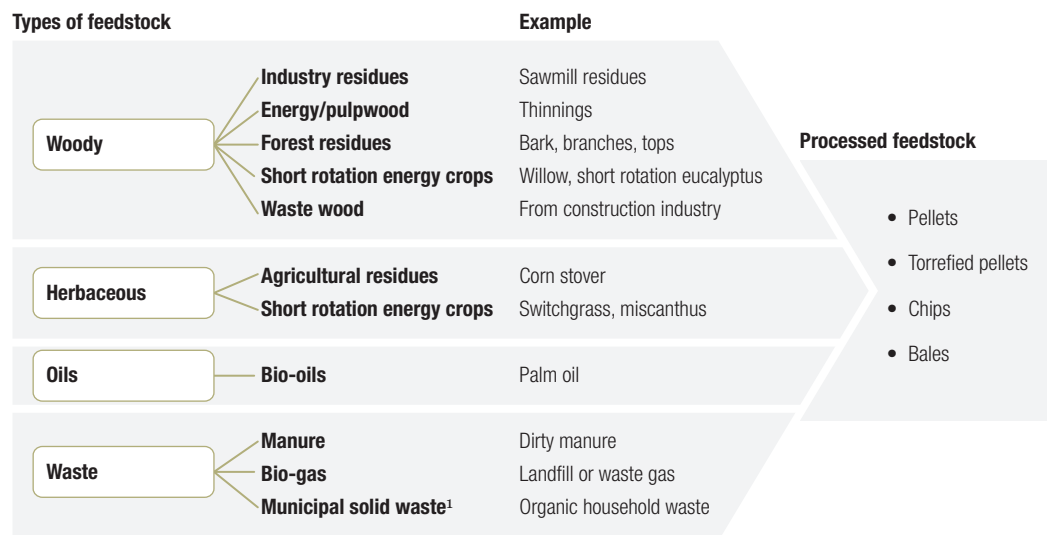 Types of feedstock Example
Woody
Industry residues Sawmill residues
Energy/pulpwood Thinnings
Forest residues Bark, branches, tops
Short rotation energy crops Willow, short rotation eucalyptus
Waste wood From construction industry
Herbaceous
Agricultural residues Corn stover
Short rotation energy crops Switchgrass, miscanthus
Oils Bio-oils Palm oil
Waste
Manure Dirty manure
Bio-gas Landfill or waste gas
Municipal solid waste¹ Organic household waste
Processed feedstock
• Pellets
• Torrefied pellets
• Chips
• Bales